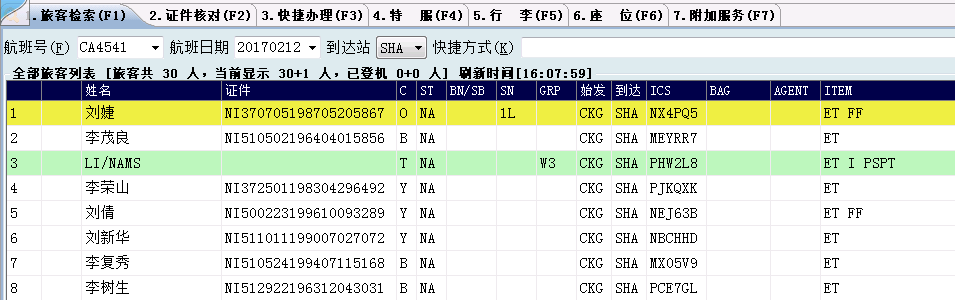 1.旅客检索(F1) 2.证件核对(F2) 3.快捷办理(F3) 4.特 服(F4) 5.行 李(F5) 6.座 位(F6) 7.附加服务(F7)
航班号(F) CA4541 航班日期 20170212 到达站 SHA 快捷方式(K)
全部旅客列表 [旅客共 30 人，当前显示 30+1 人，已登机 0+0 人] 刷新时间[16:07:59]
姓名 证件 C ST BN/SB SN GRP 始发 到达 ICS BAG AGENT ITEM
1 刘婕 NI370705198705205867 O NA 1L CKG SHA NX4PQ5 ET FF
2 李茂良 NI510502196404015856 B NA CKG SHA MEYRR7 ET
3 LI/NAMS T NA W3 CKG SHA PHW2L8 ET I PSPT
4 李荣山 NI372501198304296492 Y NA CKG SHA PJKQXK ET
5 刘倩 NI500223199610093289 Y NA CKG SHA NEJ63B ET FF
6 刘新华 NI511011199007027072 Y NA CKG SHA NBCHHD ET
7 李复秀 NI510524199407115168 B NA CKG SHA MX05V9 ET
8 李树生 NI512922196312043031 B NA CKG SHA PCE7GL ET